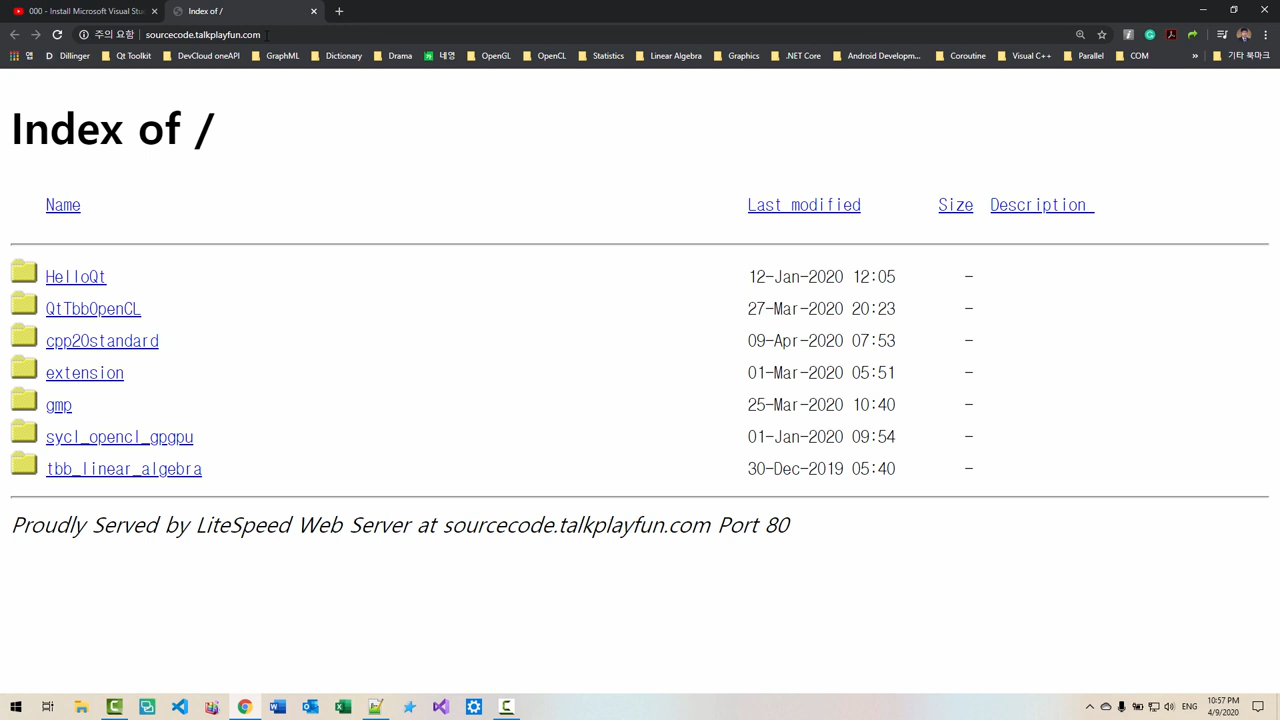 000 - Install Microsoft Visual Stu
Index of /
주의 요함 sourcecode.talkplayfun.com
앱 D Dillinger Qt Toolkit DevCloud oneAPI GraphML Dictionary Drama 네영 OpenGL OpenCL Statistics Linear Algebra Graphics .NET Core Android Developm... Coroutine Visual C++ Parallel COM » 기타 북마크
Index of /
Name Last modified Size Description
HelloQt 12-Jan-2020 12:05 -
QtTbbOpenCL 27-Mar-2020 20:23 -
cpp20standard 09-Apr-2020 07:53 -
extension 01-Mar-2020 05:51 -
gmp 25-Mar-2020 10:40 -
sycl_opencl_gpgpu 01-Jan-2020 09:54 -
tbb_linear_algebra 30-Dec-2019 05:40 -
Proudly Served by LiteSpeed Web Server at sourcecode.talkplayfun.com Port 80
ENG
10:57 PM
4/9/2020